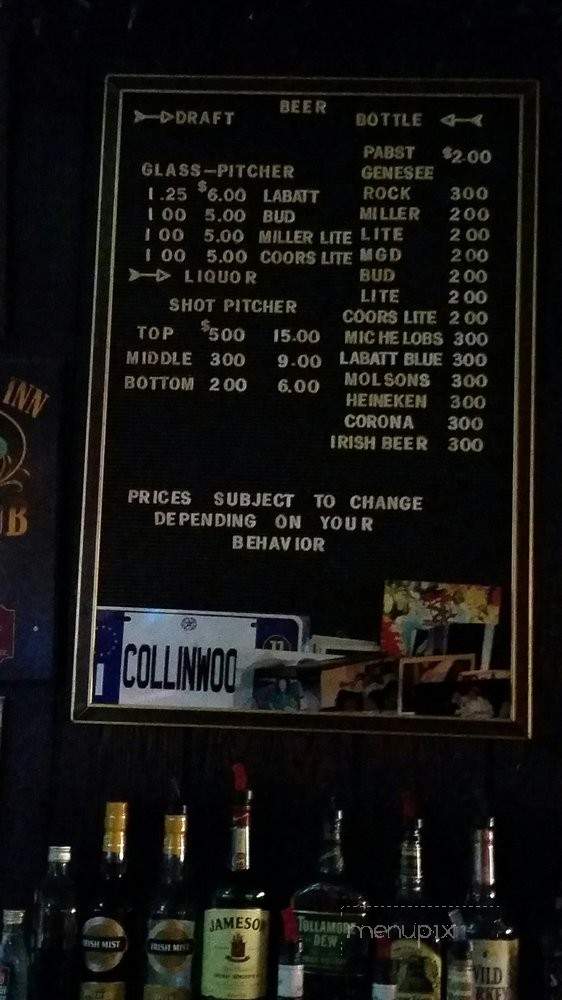 BEER
DRAFT
GLASS-PITCHER
1.25 $6.00 LABATT
1 00 5.00 BUD
1 00 5.00 MILLER LITE
1 00 5.00 COORS LITE
LIQUOR
SHOT PITCHER
TOP $500 15.00
MIDDLE 300 9.00
BOTTOM 200 6.00
BOTTLE
PABST $2.00
GENESEE
ROCK 300
MILLER 200
LITE 200
MGD 200
BUD 200
LITE 200
COORS LITE 200
MICHELOBS 300
LABATT BLUE 300
MOLSONS 300
HEINEKEN 300
CORONA 300
IRISH BEER 300
PRICES SUBJECT TO CHANGE
DEPENDING ON YOUR
BEHAVIOR
COLLINWOO
INN
IRISH MIST
IRISH MIST
JAMESON
TULLAMORE
DEW
menupix